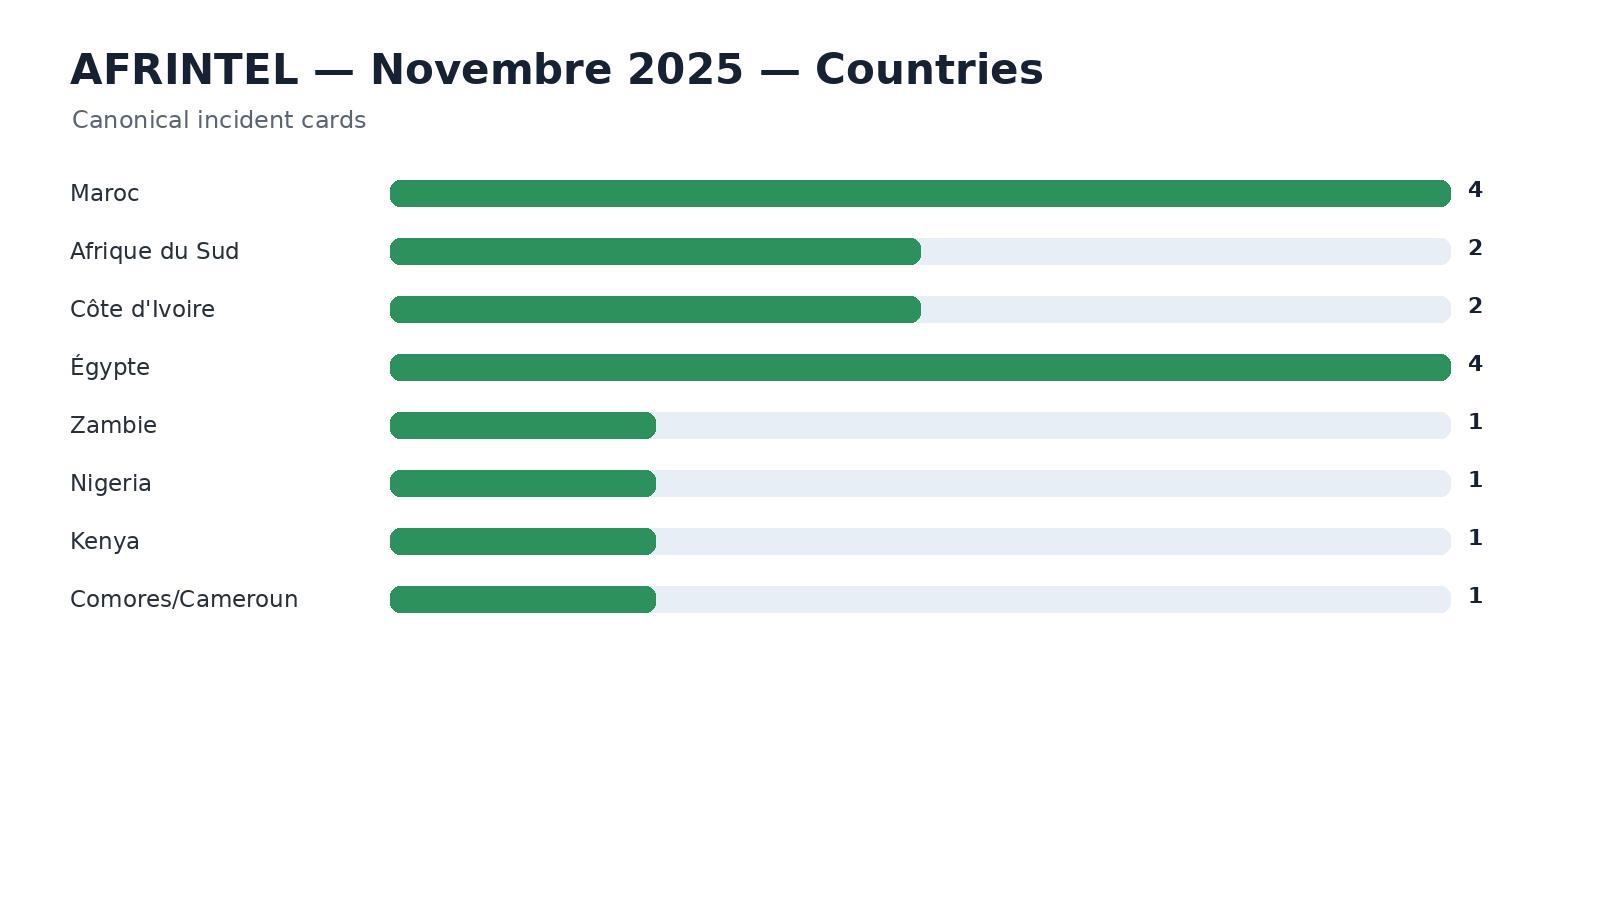 AFRINTEL — Novembre 2025 — Countries
Canonical incident cards
Maroc 4
Afrique du Sud 2
Côte d'Ivoire 2
Égypte 4
Zambie 1
Nigeria 1
Kenya 1
Comores/Cameroun 1